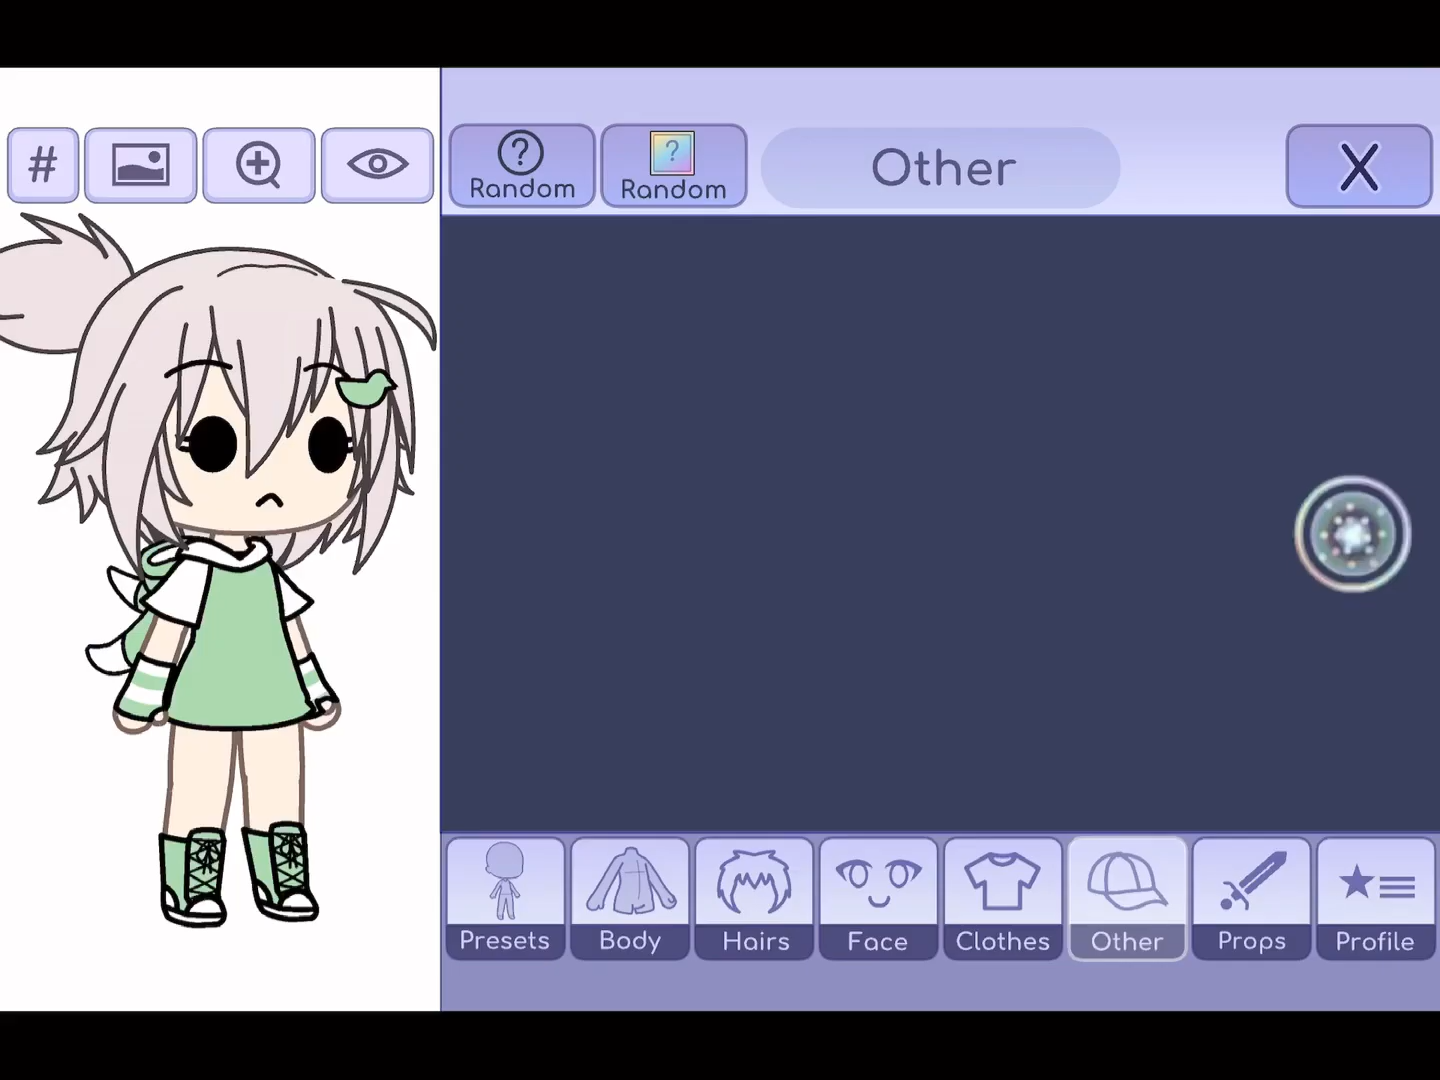 #
? Random
? Random
Other
X
Presets
Body
Hairs
Face
Clothes
Other
Props
Profile